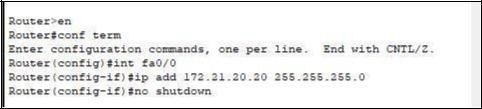 Router>en
Router#conf term
Enter configuration commands, one per line.  End with CNTL/Z.
Router(config)#int fa0/0
Router(config-if)#ip add 172.21.20.20 255.255.255.0
Router(config-if)#no shutdown